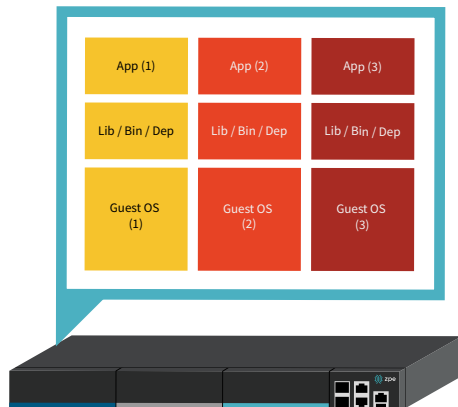 App (1)
App (2)
App (3)
Lib / Bin / Dep
Lib / Bin / Dep
Lib / Bin / Dep
Guest OS
(1)
Guest OS
(2)
Guest OS
(3)
zpe